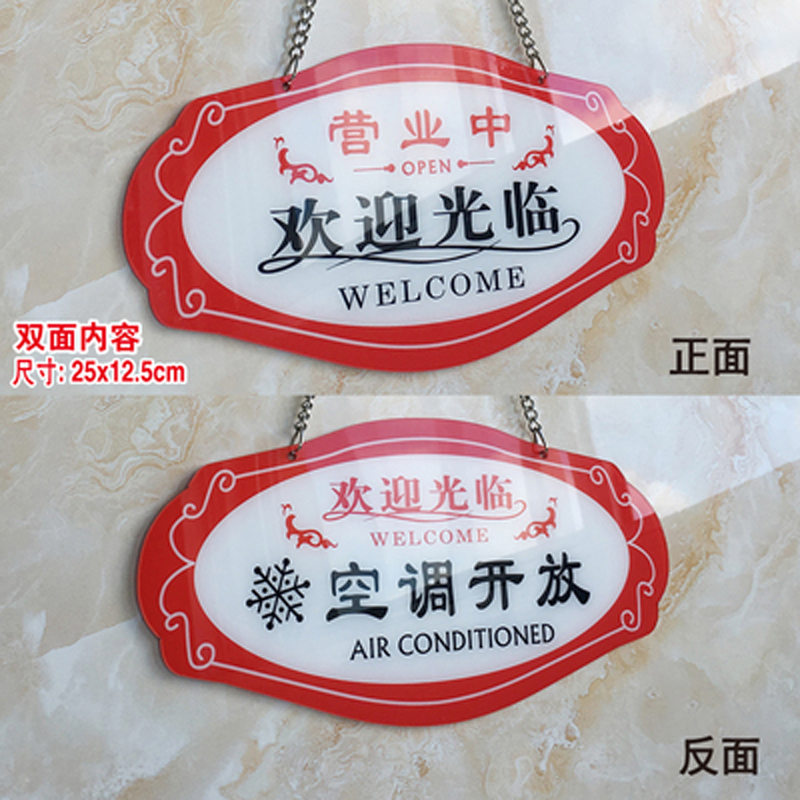 营业中
OPEN
欢迎光临
WELCOME
双面内容
尺寸: 25x12.5cm
正面
欢迎光临
WELCOME
空调开放
AIR CONDITIONED
反面